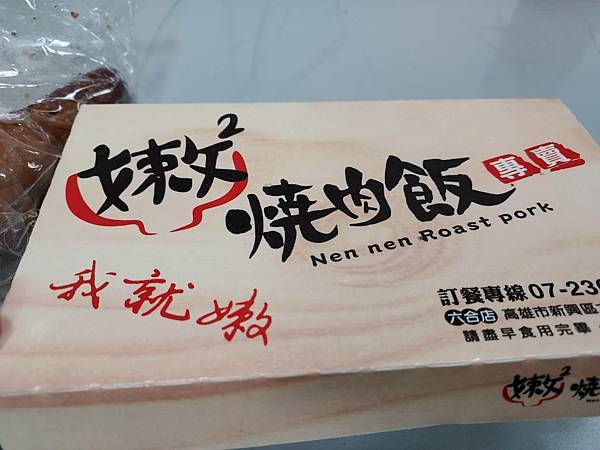 嫩²燒肉飯 專賣
Nen nen Roast pork
我就嫩
訂餐專線07-236
六合店 高雄市新興區
請盡早食用完畢
嫩² 燒